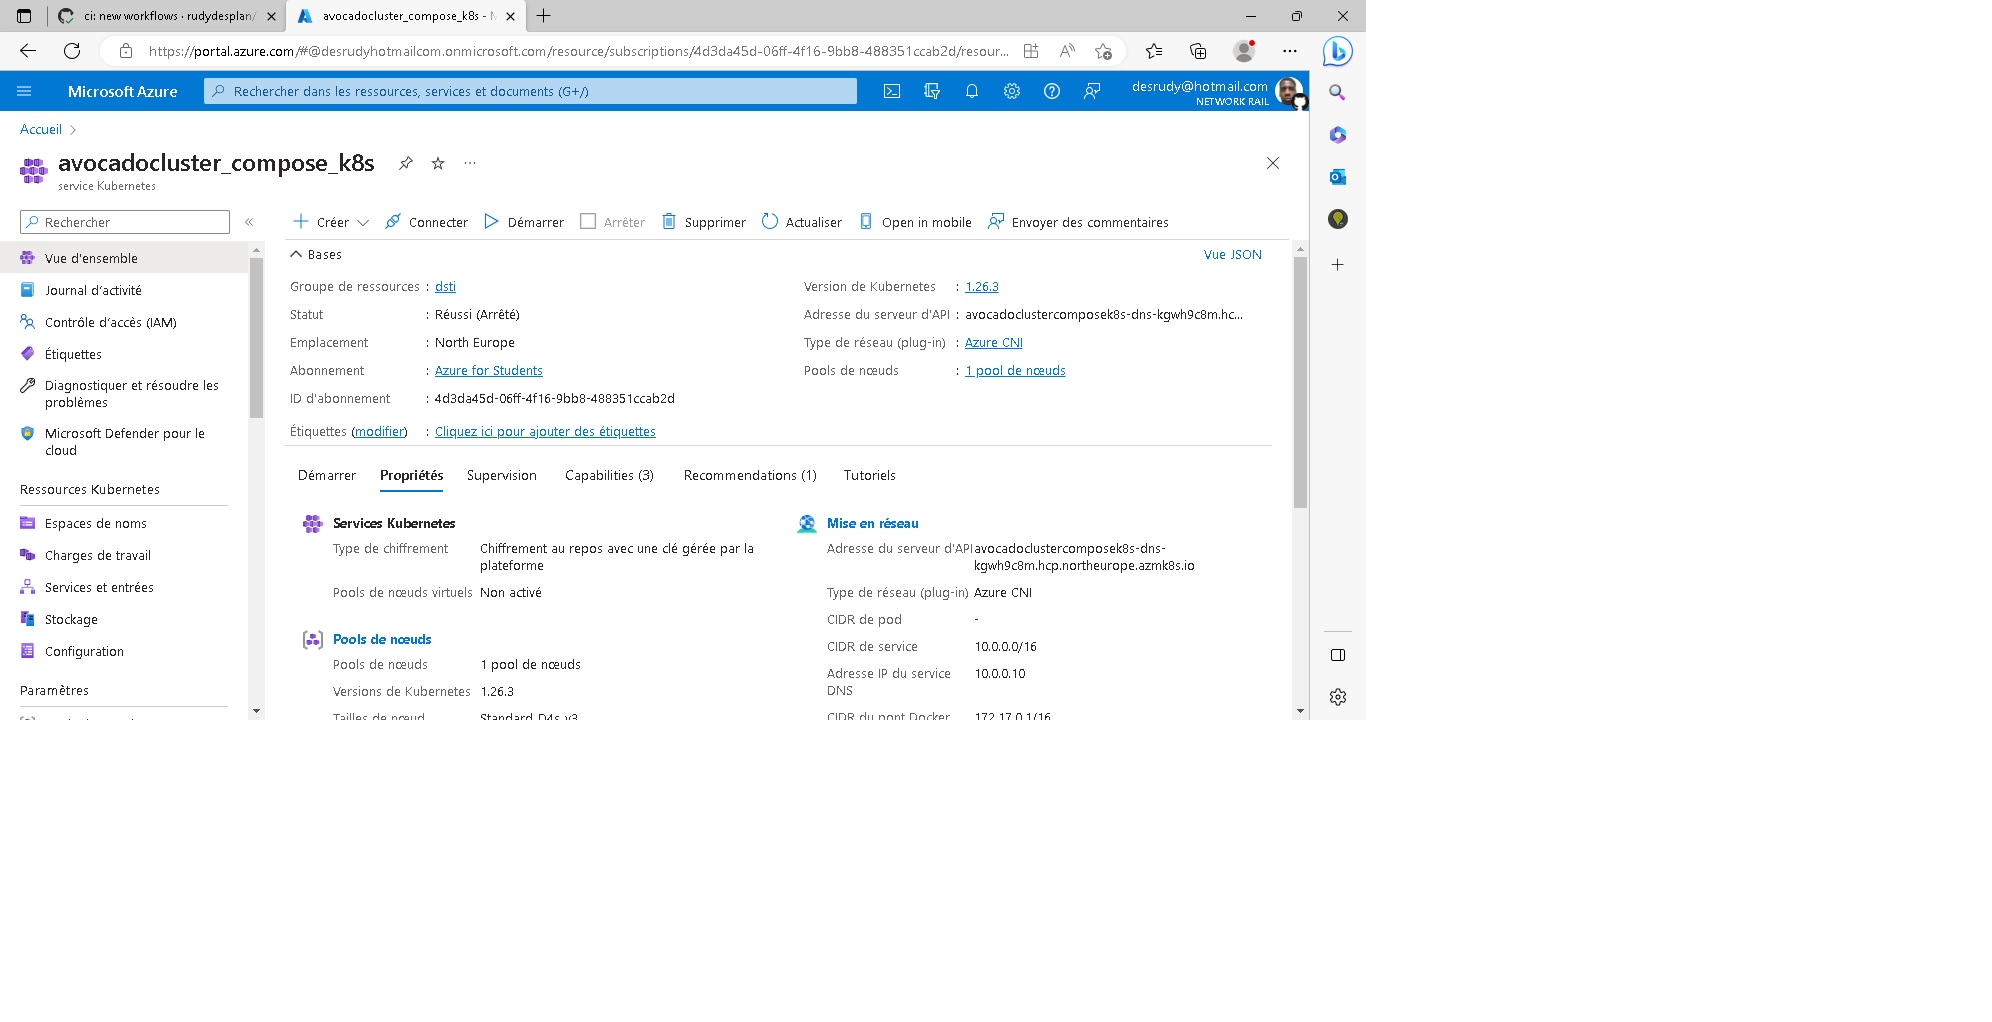 ci: new workflows · rudydesplan/
avocadocluster_compose_k8s -
https://portal.azure.com/#@desrudyhotmailcom.onmicrosoft.com/resource/subscriptions/4d3da45d-06ff-4f16-9bb8-488351ccab2d/resour...
Microsoft Azure
Rechercher dans les ressources, services et documents (G+/)
desrudy@hotmail.com
NETWORK RAIL
Accueil
avocadocluster_compose_k8s
service Kubernetes
Rechercher
Créer
Connecter
Démarrer
Arrêter
Supprimer
Actualiser
Open in mobile
Envoyer des commentaires
Vue d'ensemble
Journal d'activité
Contrôle d'accès (IAM)
Étiquettes
Diagnostiquer et résoudre les
problèmes
Microsoft Defender pour le
cloud
Ressources Kubernetes
Espaces de noms
Charges de travail
Services et entrées
Stockage
Configuration
Paramètres
Bases
Vue JSON
Groupe de ressources : dsti
Statut : Réussi (Arrêté)
Emplacement : North Europe
Abonnement : Azure for Students
ID d'abonnement : 4d3da45d-06ff-4f16-9bb8-488351ccab2d
Étiquettes (modifier) : Cliquez ici pour ajouter des étiquettes
Version de Kubernetes : 1.26.3
Adresse du serveur d'API : avocadoclustercomposek8s-dns-kgwh9c8m.hc...
Type de réseau (plug-in) : Azure CNI
Pools de nœuds : 1 pool de nœuds
Démarrer
Propriétés
Supervision
Capabilities (3)
Recommendations (1)
Tutoriels
Services Kubernetes
Type de chiffrement Chiffrement au repos avec une clé gérée par la
plateforme
Pools de nœuds virtuels Non activé
Pools de nœuds
Pools de nœuds 1 pool de nœuds
Versions de Kubernetes 1.26.3
Tailles de nœud Standard_D4s_v3
Mise en réseau
Adresse du serveur d'API avocadoclustercomposek8s-dns-
kgwh9c8m.hcp.northeurope.azmk8s.io
Type de réseau (plug-in) Azure CNI
CIDR de pod -
CIDR de service 10.0.0.0/16
Adresse IP du service 10.0.0.10
DNS
CIDR du pont Docker 172.17.0.1/16